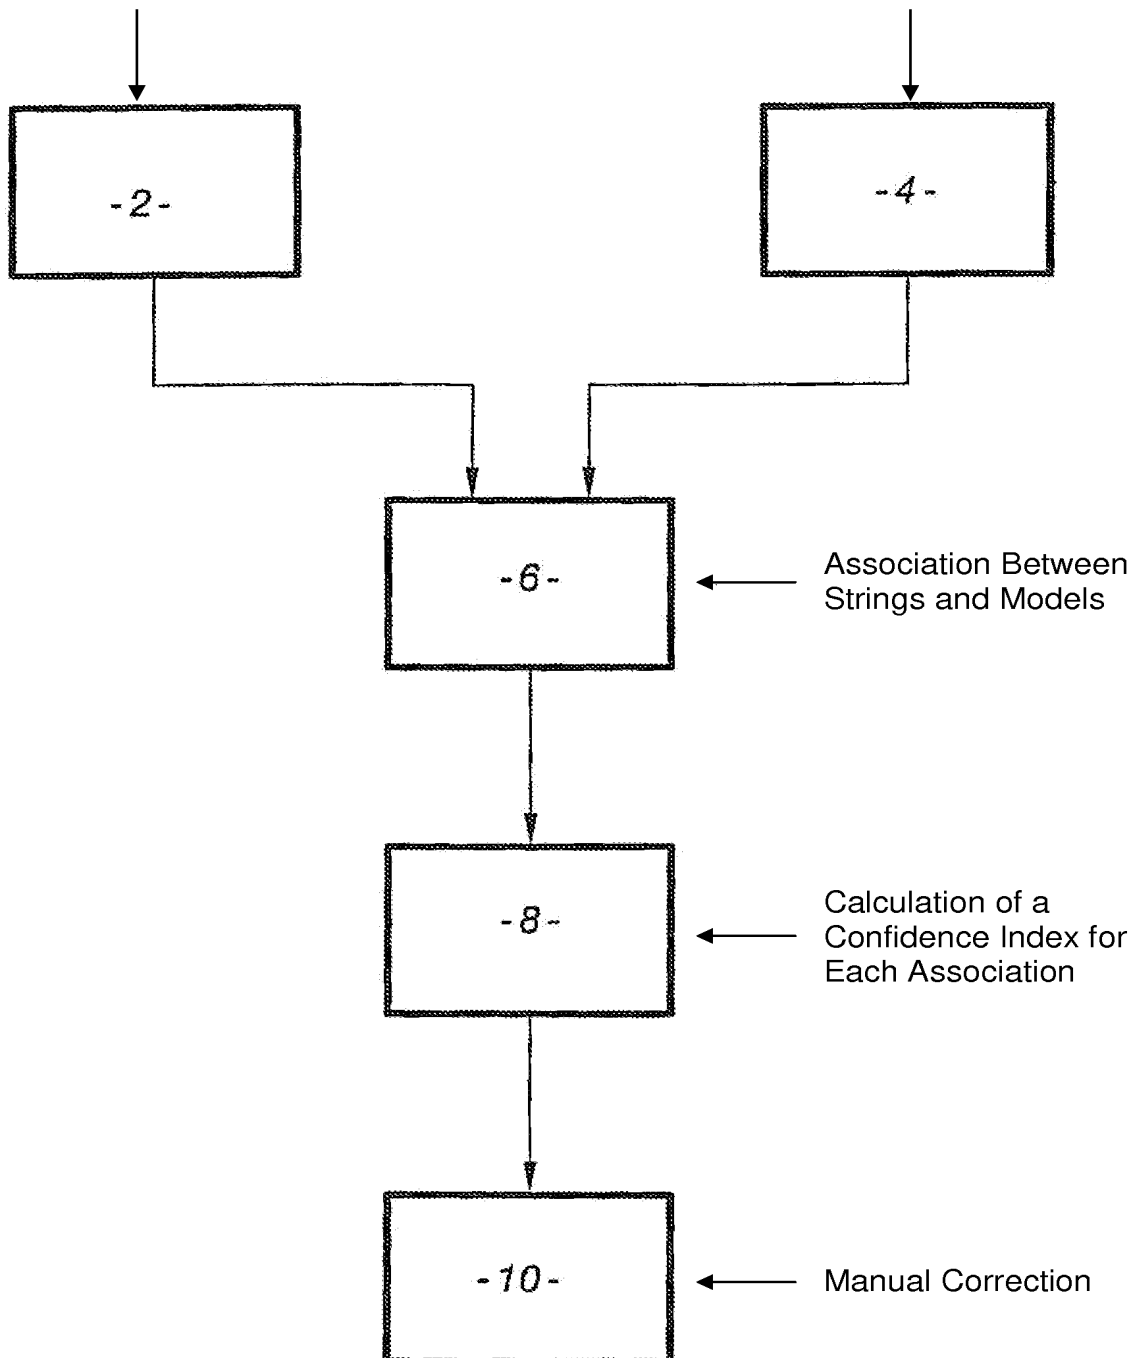 -2-
-4-
-6-
Association Between
Strings and Models
-8-
Calculation of a
Confidence Index for
Each Association
-10-
Manual Correction